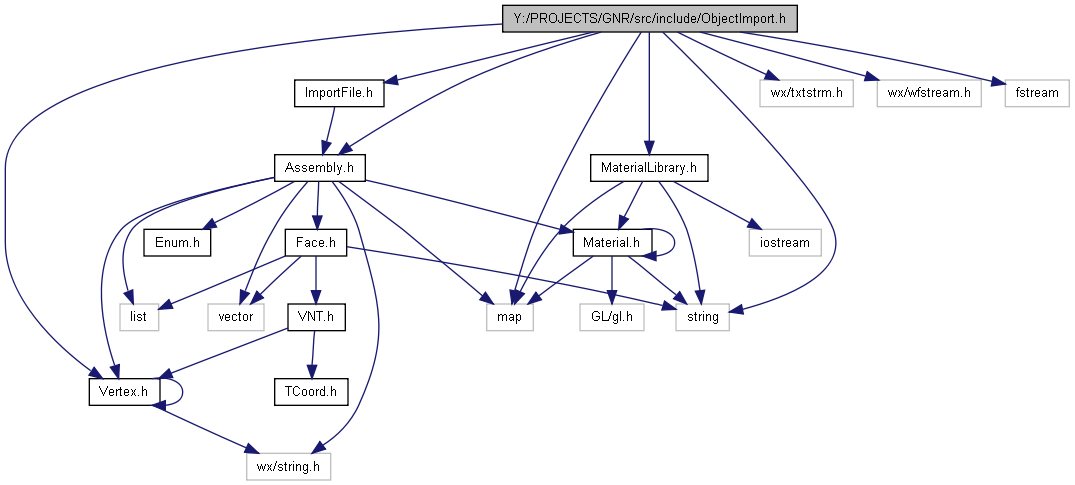 Y:/PROJECTS/GNR/src/include/ObjectImport.h
ImportFile.h
wx/txtstrm.h
wx/wfstream.h
fstream
Assembly.h
MaterialLibrary.h
Enum.h
Face.h
Material.h
iostream
list
vector
VNT.h
map
GL/gl.h
string
Vertex.h
TCoord.h
wx/string.h